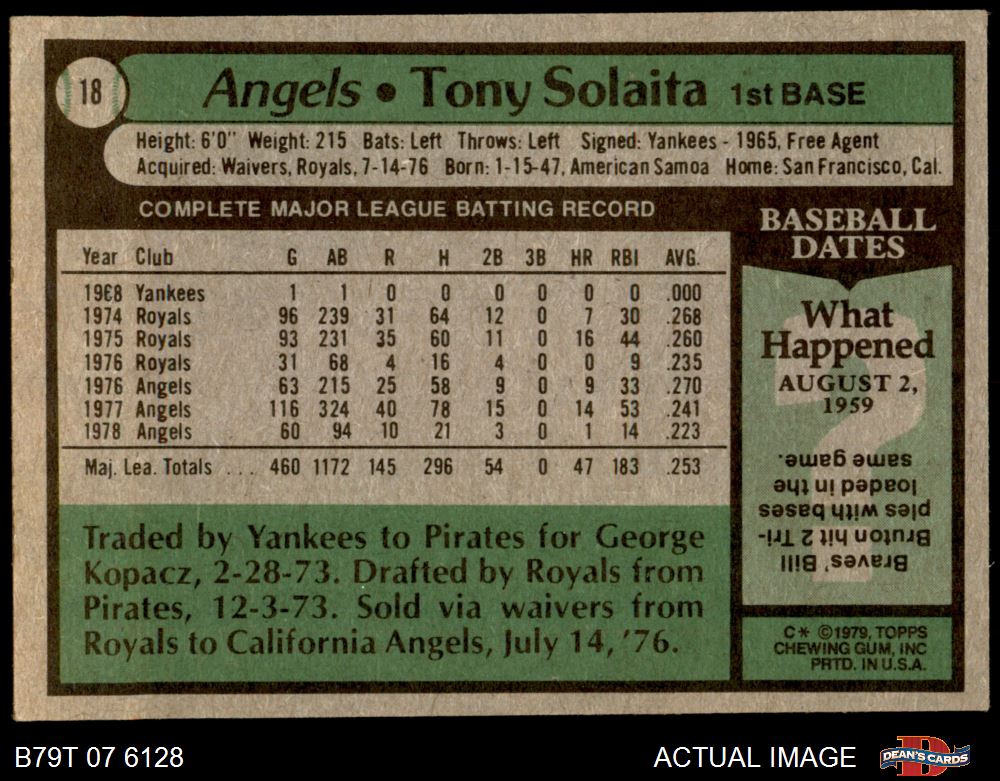 18
Angels • Tony Solaita 1st BASE
Height: 6'0" Weight: 215 Bats: Left Throws: Left Signed: Yankees - 1965, Free Agent
Acquired: Waivers, Royals, 7-14-76 Born: 1-15-47, American Samoa Home: San Francisco, Cal.
COMPLETE MAJOR LEAGUE BATTING RECORD
Year Club G AB R H 2B 3B HR RBI AVG.
1968 Yankees 1 1 0 0 0 0 0 0 .000
1974 Royals 96 239 31 64 12 0 7 30 .268
1975 Royals 93 231 35 60 11 0 16 44 .260
1976 Royals 31 68 4 16 4 0 0 9 .235
1976 Angels 63 215 25 58 9 0 9 33 .270
1977 Angels 116 324 40 78 15 0 14 53 .241
1978 Angels 60 94 10 21 3 0 1 14 .223
Maj. Lea. Totals ... 460 1172 145 296 54 0 47 183 .253
Traded by Yankees to Pirates for George
Kopacz, 2-28-73. Drafted by Royals from
Pirates, 12-3-73. Sold via waivers from
Royals to California Angels, July 14, '76.
BASEBALL
DATES
What
Happened
AUGUST 2,
1959
Braves' Bill
Bruton hit 2 Tri-
ples with bases
loaded in the
same game.
C* ©1979, TOPPS
CHEWING GUM, INC
PRTD. IN U.S.A.
B79T 07 6128
ACTUAL IMAGE
DEAN'S CARDS